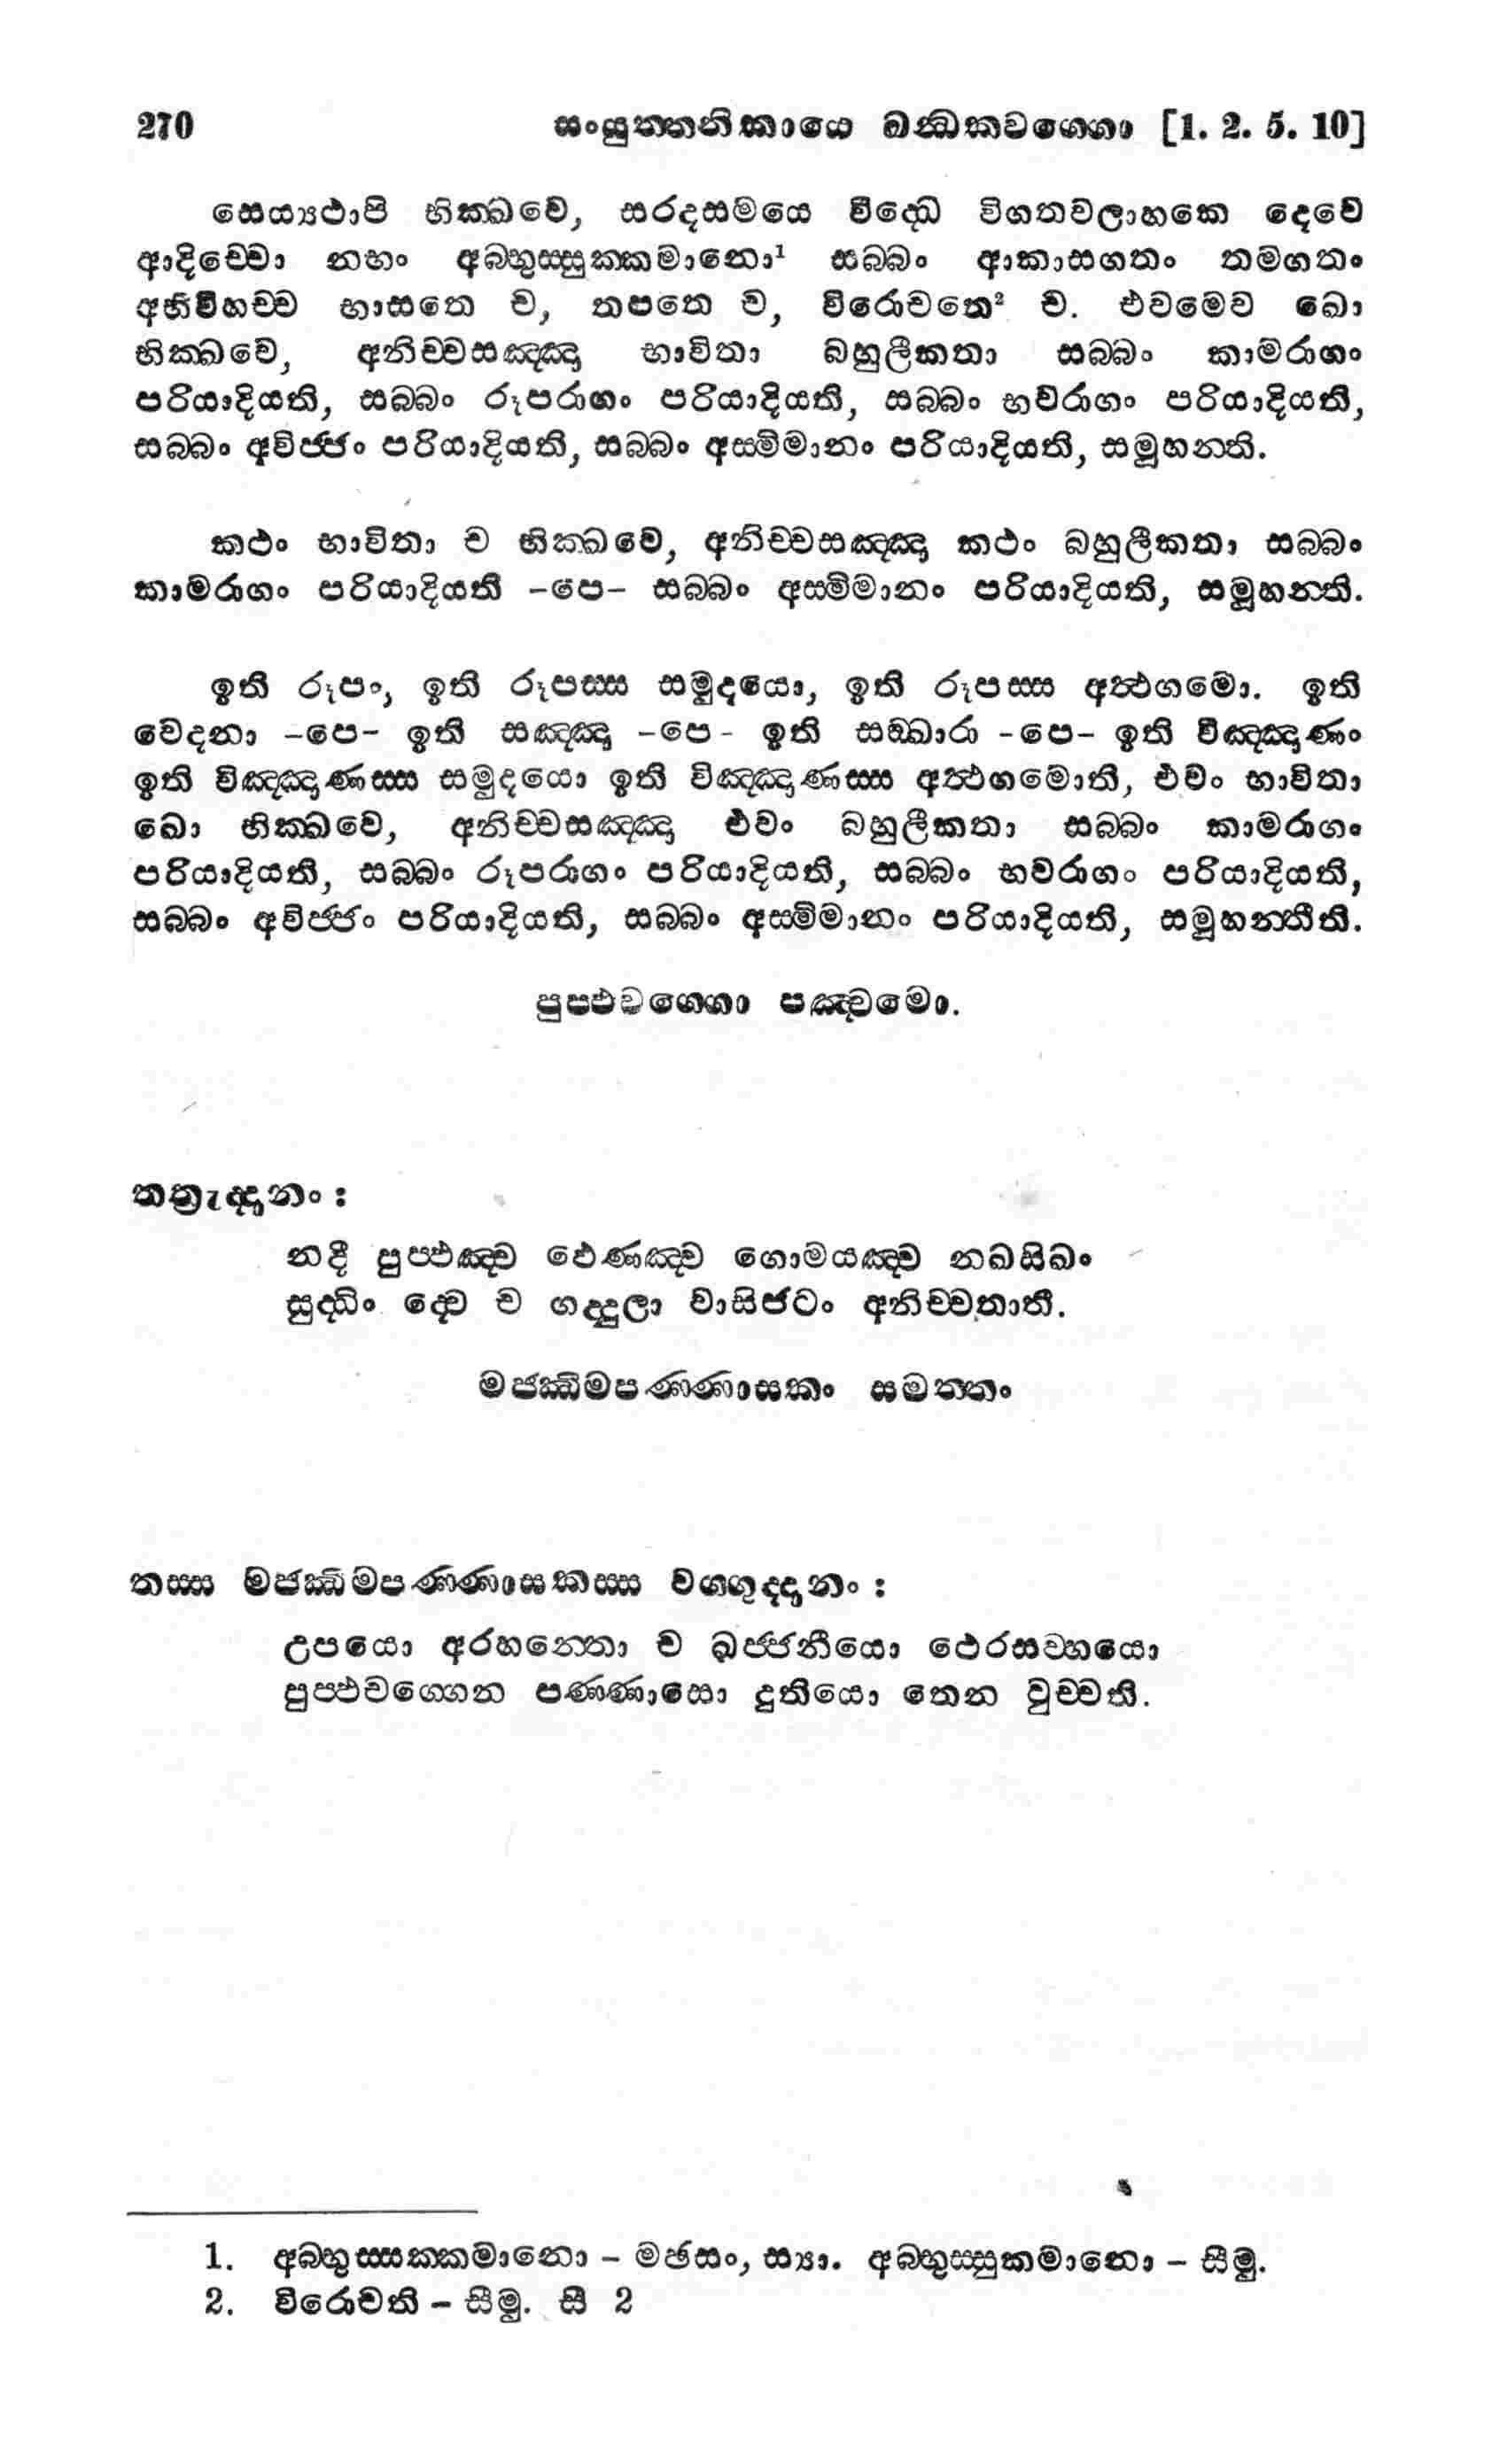 270 සංයුත්තනිකායෙ ඛන්ධකවග්ගො [1. 2. 5. 10]
සෙය්‍යථාපි භික්ඛවෙ, සරදසමයෙ විද්ධෙ විගතවලාහකෙ දෙවෙ
ආදිච්චො නභං අබ්භුස්සුක්කමානො¹ සබ්බං ආකාසගතං තමගතං
අභිවිහච්ච භාසතෙ ච, තපතෙ ච, විරොචතෙ² ච. එවමෙව ඛො
භික්ඛවෙ, අනිච්චසඤ්ඤා භාවිතා බහුලීකතා සබ්බං කාමරාගං
පරියාදියති, සබ්බං රූපරාගං පරියාදියති, සබ්බං භවරාගං පරියාදියති,
සබ්බං අවිජ්ජං පරියාදියති, සබ්බං අස්මිමානං පරියාදියති, සමූහනති.
කථං භාවිතා ච භික්ඛවෙ, අනිච්චසඤ්ඤා කථං බහුලීකතා සබ්බං
කාමරාගං පරියාදියති -පෙ- සබ්බං අස්මිමානං පරියාදියති, සමූහන්ති.
ඉති රූපං, ඉති රූපස්ස සමුදයො, ඉති රූපස්ස අත්ථගමො. ඉති
වෙදනා -පෙ- ඉති සඤ්ඤා -පෙ- ඉති සඞ්ඛාරා -පෙ- ඉති විඤ්ඤාණං
ඉති විඤ්ඤාණස්ස සමුදයො ඉති විඤ්ඤාණස්ස අත්ථගමොති, එවං භාවිතා
ඛො භික්ඛවෙ, අනිච්චසඤ්ඤා එවං බහුලීකතා සබ්බං කාමරාගං
පරියාදියති, සබ්බං රූපරාගං පරියාදියති, සබ්බං භවරාගං පරියාදියති,
සබ්බං අවිජ්ජං පරියාදියති, සබ්බං අස්මිමානං පරියාදියති, සමූහන්තීති.
පුප්ඵවග්ගො පඤ්චමො.
තත්‍රැද්දානං :
නදී පුප්ඵඤ්ච ඵෙණඤ්ච ගොමයඤ්ච නඛසිඛං
සුද්ධිං ද්වෙ ච ගද්දුලා වාසිජටං අනිච්චතාති.
මජ්ඣිමපණ්ණාසකං සමත්තං
තස්ස මජ්ඣිමපණ්ණාසකස්ස වග්ගුද්දානං :
උපයො අරහන්තො ච ඛජ්ජනීයො ථෙරසව්හයො
පුප්ඵවග්ගෙන පණ්ණාසො දුතියො තෙන වුච්චති.
1. අබ්භුස්සක්කමානො - මඡසං, ස්‍යා. අබ්භුස්සුකමානො - සීමු.
2. විරොචති - සීමු. සී 2